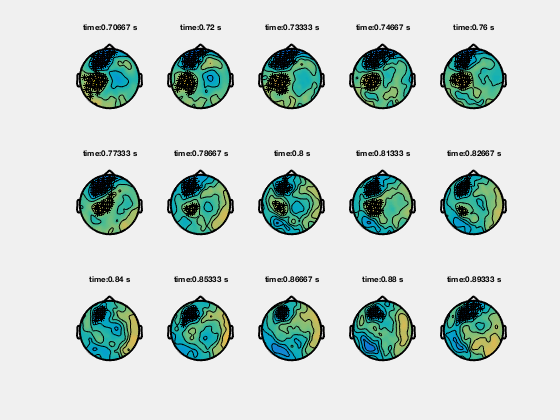 time:0.70667 s time:0.72 s time:0.73333 s time:0.74667 s time:0.76 s
time:0.77333 s time:0.78667 s time:0.8 s time:0.81333 s time:0.82667 s
time:0.84 s time:0.85333 s time:0.86667 s time:0.88 s time:0.89333 s